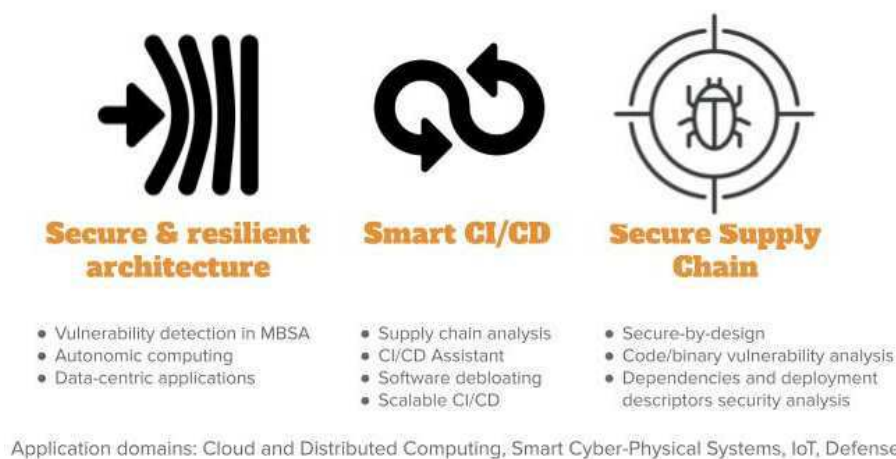 Secure & resilient
architecture
Smart CI/CD
Secure Supply
Chain
● Vulnerability detection in MBSA
● Autonomic computing
● Data-centric applications
● Supply chain analysis
● CI/CD Assistant
● Software debloating
● Scalable CI/CD
● Secure-by-design
● Code/binary vulnerability analysis
● Dependencies and deployment
descriptors security analysis
Application domains: Cloud and Distributed Computing, Smart Cyber-Physical Systems, IoT, Defense